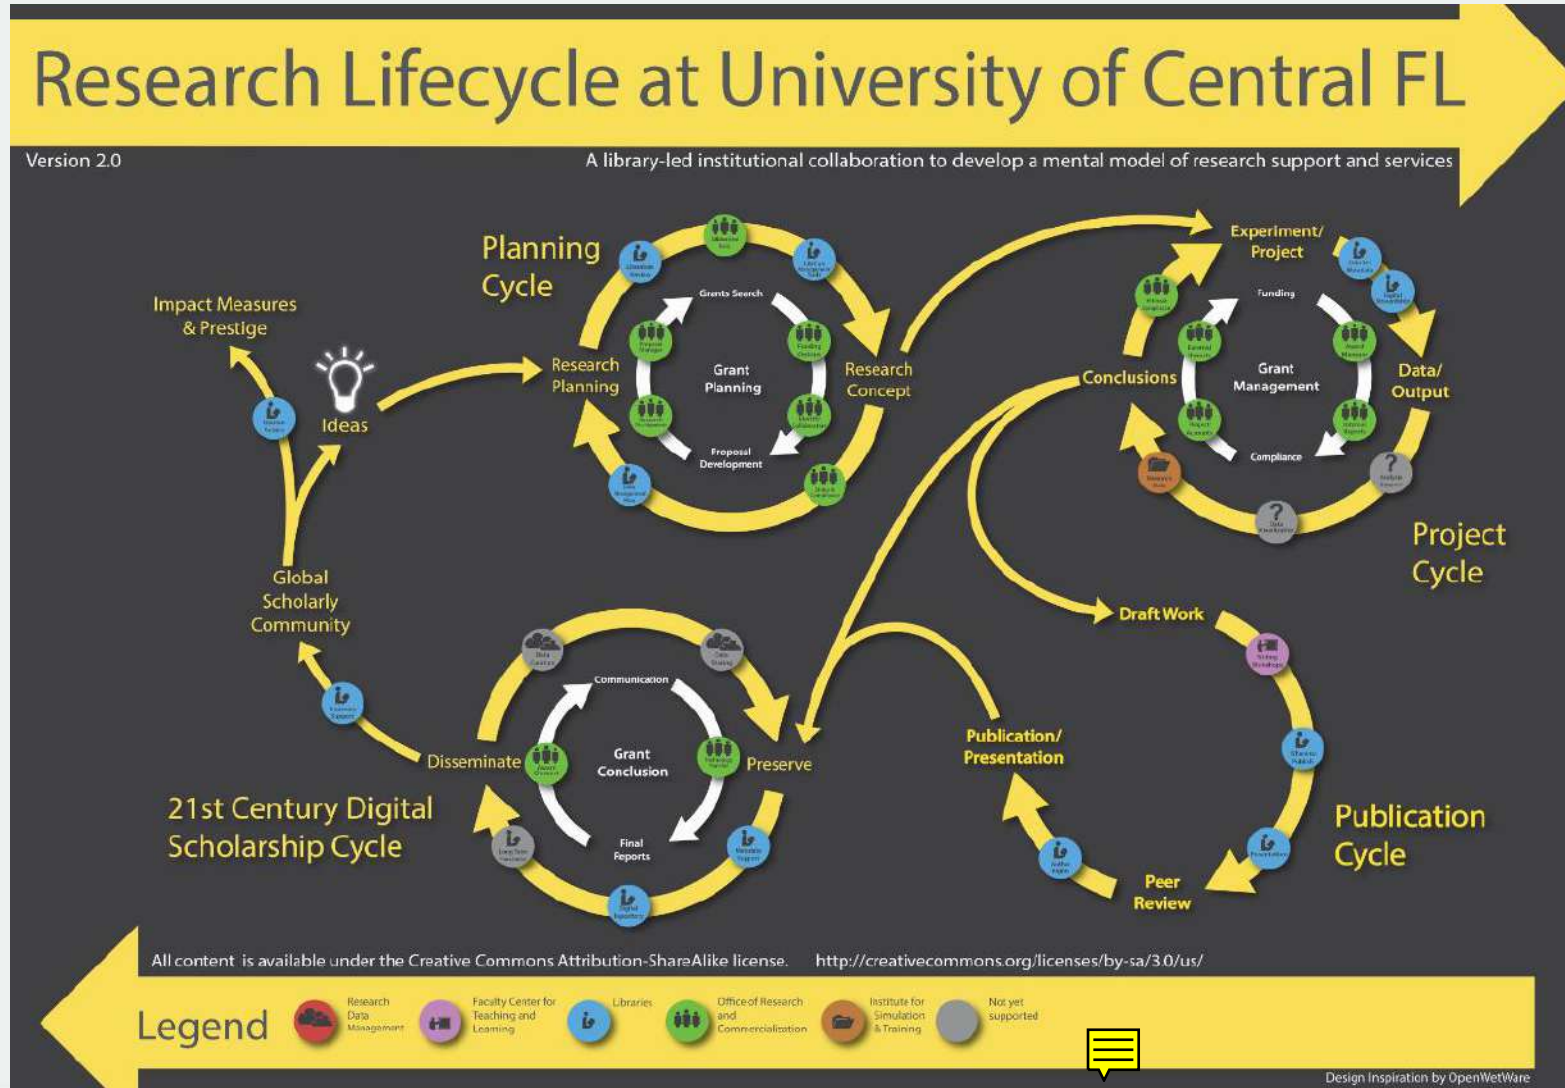 Research Lifecycle at University of Central FL
Version 2.0
A library-led institutional collaboration to develop a mental model of research support and services
Planning
Cycle
Impact Measures
& Prestige
Ideas
Research
Planning
Grants Search
Grant
Planning
Proposal
Development
Research
Concept
Experiment/
Project
Funding
Grant
Management
Compliance
Conclusions
Data/
Output
Project
Cycle
Global
Scholarly
Community
Draft Work
Communication
Grant
Conclusion
Final
Reports
Disseminate
Preserve
21st Century Digital
Scholarship Cycle
Publication/
Presentation
Peer
Review
Publication
Cycle
All content is available under the Creative Commons Attribution-ShareAlike license. http://creativecommons.org/licenses/by-sa/3.0/us/
Legend
Research
Data
Management
Faculty Center for
Teaching and
Learning
Libraries
Office of Research
and
Commercialization
Institute for
Simulation
& Training
Not yet
supported
Design Inspiration by OpenWetWare